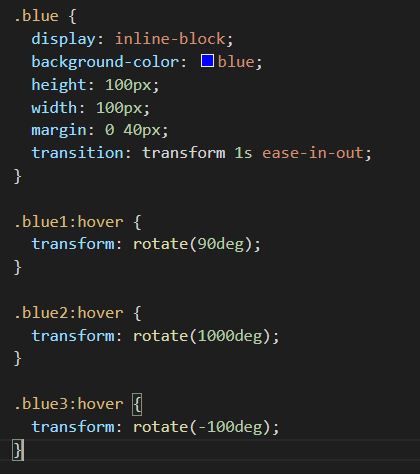 .blue {
  display: inline-block;
  background-color: blue;
  height: 100px;
  width: 100px;
  margin: 0 40px;
  transition: transform 1s ease-in-out;
}

.blue1:hover {
  transform: rotate(90deg);
}

.blue2:hover {
  transform: rotate(1000deg);
}

.blue3:hover {
  transform: rotate(-100deg);
}